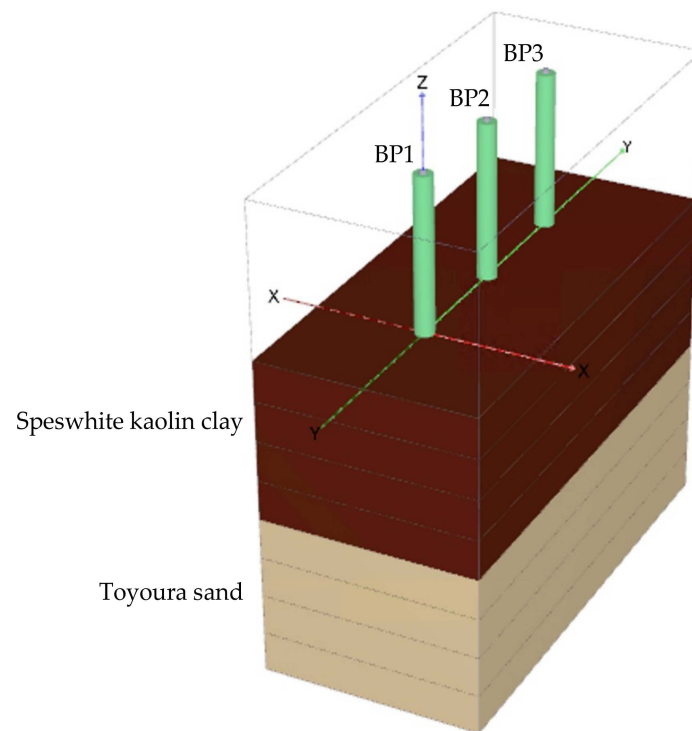 BP3
Z
BP2
BP1
Y
X
X
Speswhite kaolin clay
Y
Toyoura sand